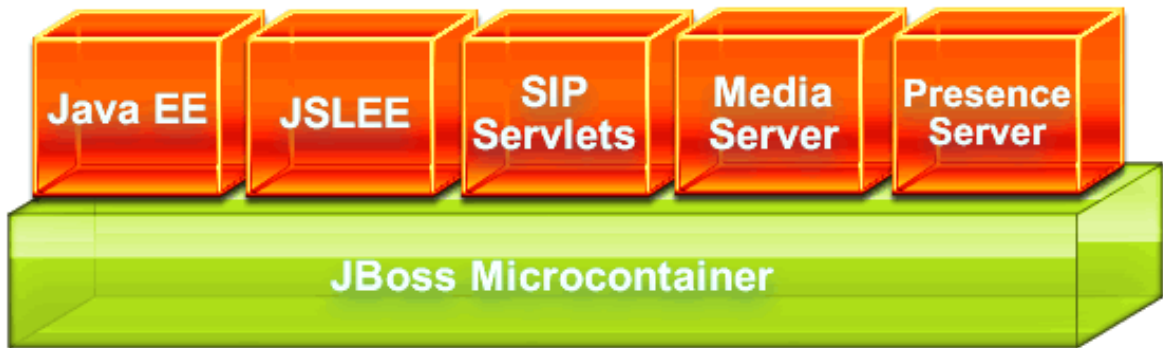 Java EE
JSLEE
SIP
Servlets
Media
Server
Presence
Server
JBoss Microcontainer